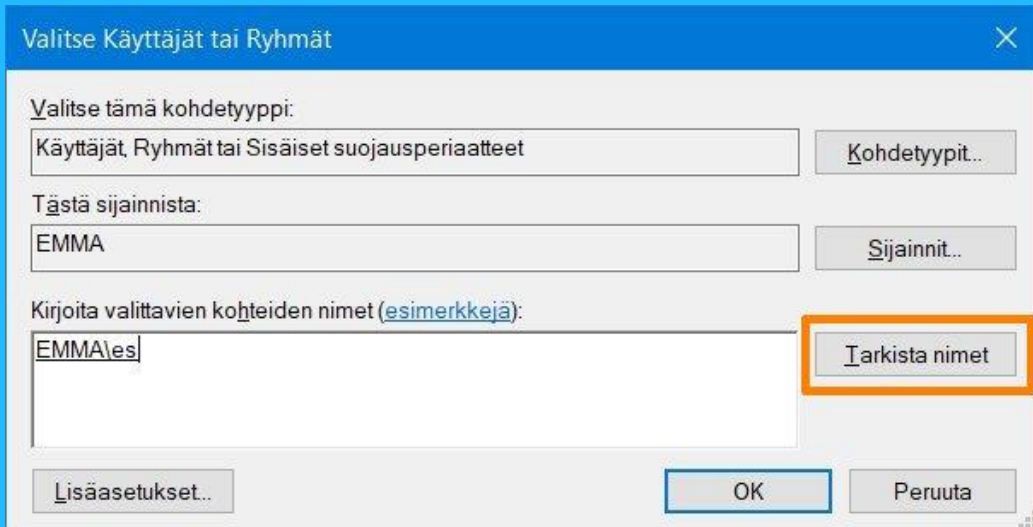 Valitse Käyttäjät tai Ryhmät
Valitse tämä kohdetyyppi:
Käyttäjät, Ryhmät tai Sisäiset suojausperiaatteet
Kohdetyypit...
Tästä sijainnista:
EMMA
Sijainnit...
Kirjoita valittavien kohteiden nimet (esimerkkejä):
EMMA\es
Tarkista nimet
Lisäasetukset...
OK
Peruuta